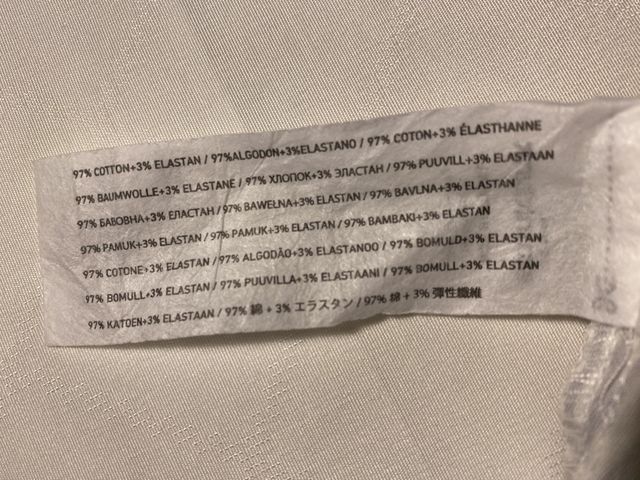 97% COTTON+3% ELASTAN / 97%ALGODON+3%ELASTANO / 97% COTON+3% ÉLASTHANNE
97% BAUMWOLLE+3% ELASTANE / 97% ХЛОПОК+3% ЭЛАСТАН / 97% PUUVILL+3% ELASTAAN
97% БАВОВНА+3% ЕЛАСТАН / 97% BAWEŁNA+3% ELASTAN / 97% BAVLNA+3% ELASTAN
97% PAMUK+3% ELASTAN / 97% PAMUK+3% ELASTAN / 97% BAMBAKI+3% ELASTAN
97% COTONE+3% ELASTAN / 97% ALGODÃO+3% ELASTANOO / 97% BOMULD+3% ELASTAN
97% BOMULL+3% ELASTAN / 97% PUUVILLA+3% ELASTAANI / 97% BOMULL+3% ELASTAN
97% KATOEN+3% ELASTAAN / 97% 綿 + 3% エラスタン / 97% 棉 + 3% 彈性纖維